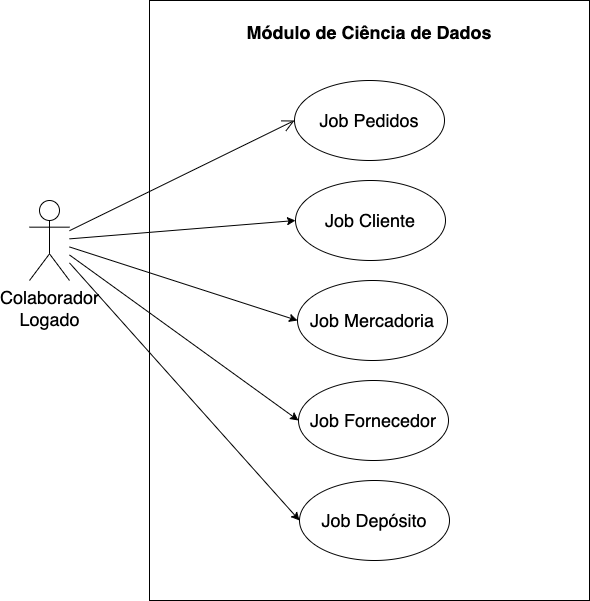 Módulo de Ciência de Dados
Job Pedidos
Job Cliente
Colaborador
Logado
Job Mercadoria
Job Fornecedor
Job Depósito